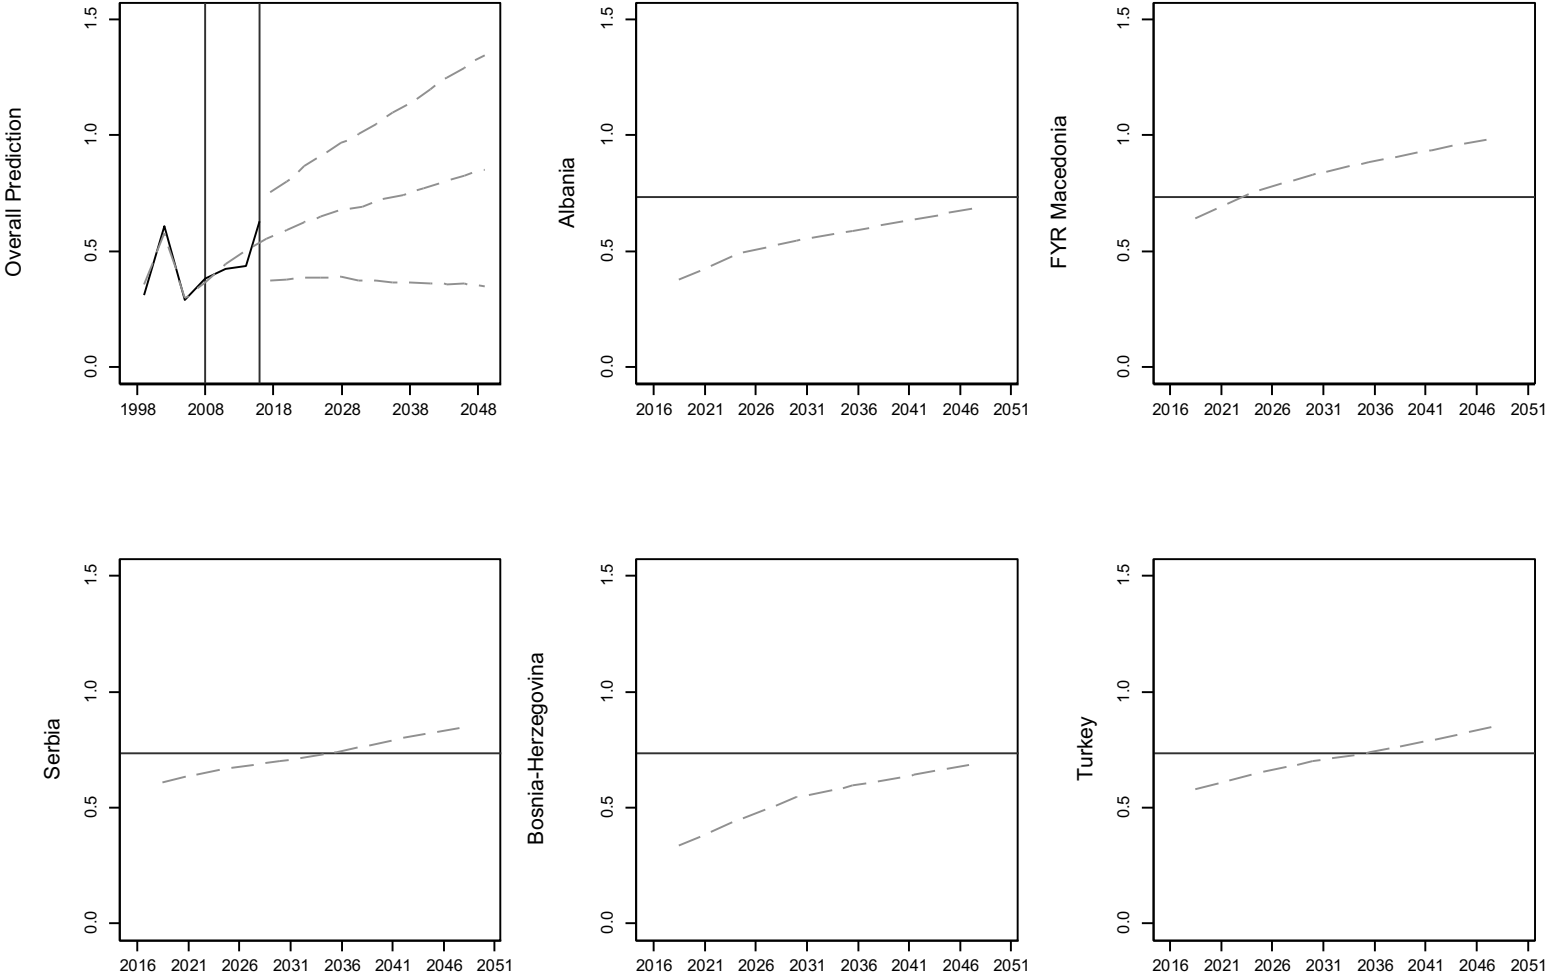 Overall Prediction
0.0 0.5 1.0 1.5
1998 2008 2018 2028 2038 2048
Albania
0.0 0.5 1.0 1.5
2016 2021 2026 2031 2036 2041 2046 2051
FYR Macedonia
0.0 0.5 1.0 1.5
2016 2021 2026 2031 2036 2041 2046 2051
Serbia
0.0 0.5 1.0 1.5
2016 2021 2026 2031 2036 2041 2046 2051
Bosnia-Herzegovina
0.0 0.5 1.0 1.5
2016 2021 2026 2031 2036 2041 2046 2051
Turkey
0.0 0.5 1.0 1.5
2016 2021 2026 2031 2036 2041 2046 2051